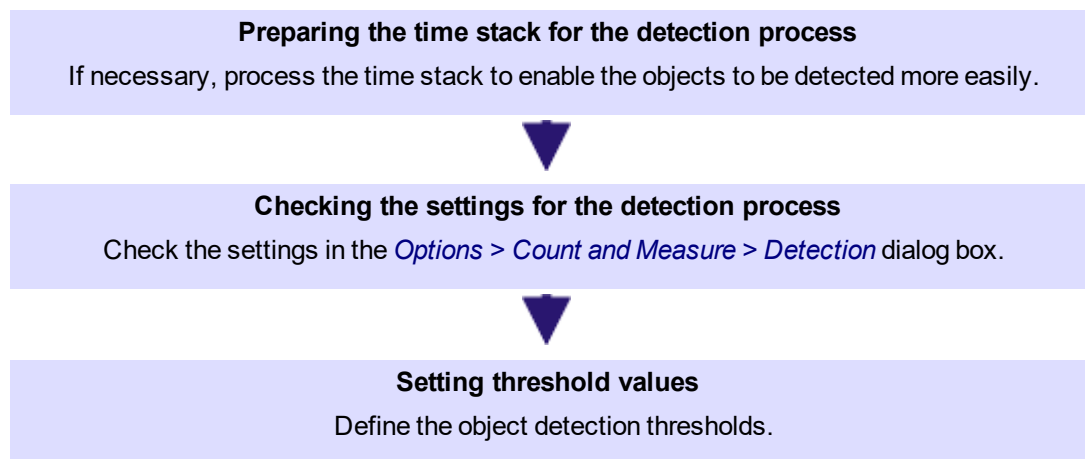 Preparing the time stack for the detection process
If necessary, process the time stack to enable the objects to be detected more easily.
Checking the settings for the detection process
Check the settings in the Options > Count and Measure > Detection dialog box.
Setting threshold values
Define the object detection thresholds.